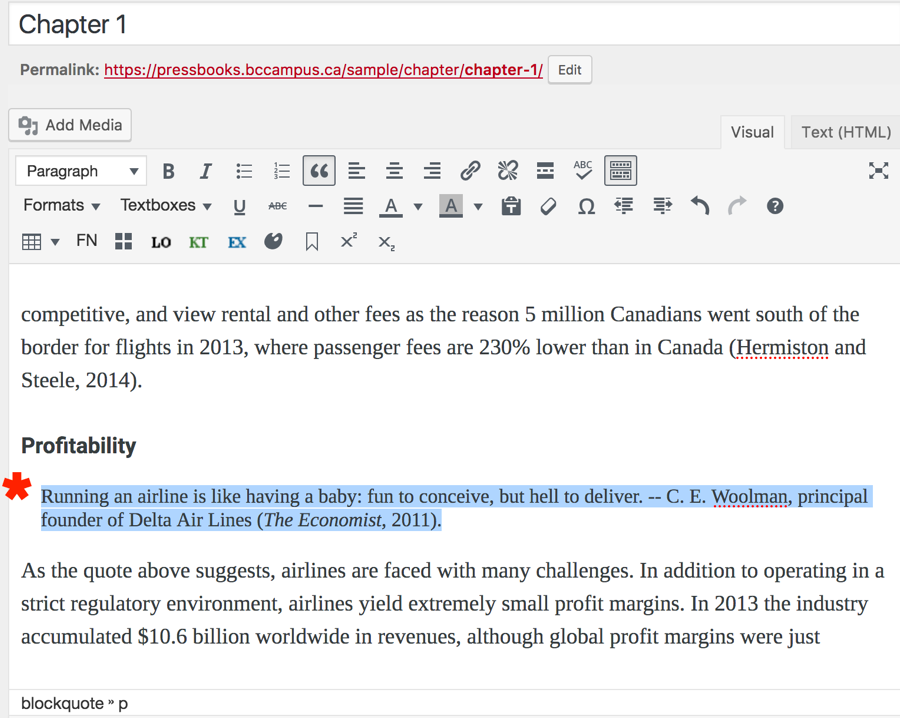 Chapter 1
Permalink: https://pressbooks.bccampus.ca/sample/chapter/chapter-1/ Edit
Add Media
Visual Text (HTML)
Paragraph B I “ ABC
Formats Textboxes U ABC A A Ω ?
FN LO KT EX x² x₂
competitive, and view rental and other fees as the reason 5 million Canadians went south of the
border for flights in 2013, where passenger fees are 230% lower than in Canada (Hermiston and
Steele, 2014).
Profitability
* Running an airline is like having a baby: fun to conceive, but hell to deliver. -- C. E. Woolman, principal
founder of Delta Air Lines (The Economist, 2011).
As the quote above suggests, airlines are faced with many challenges. In addition to operating in a
strict regulatory environment, airlines yield extremely small profit margins. In 2013 the industry
accumulated $10.6 billion worldwide in revenues, although global profit margins were just
blockquote » p